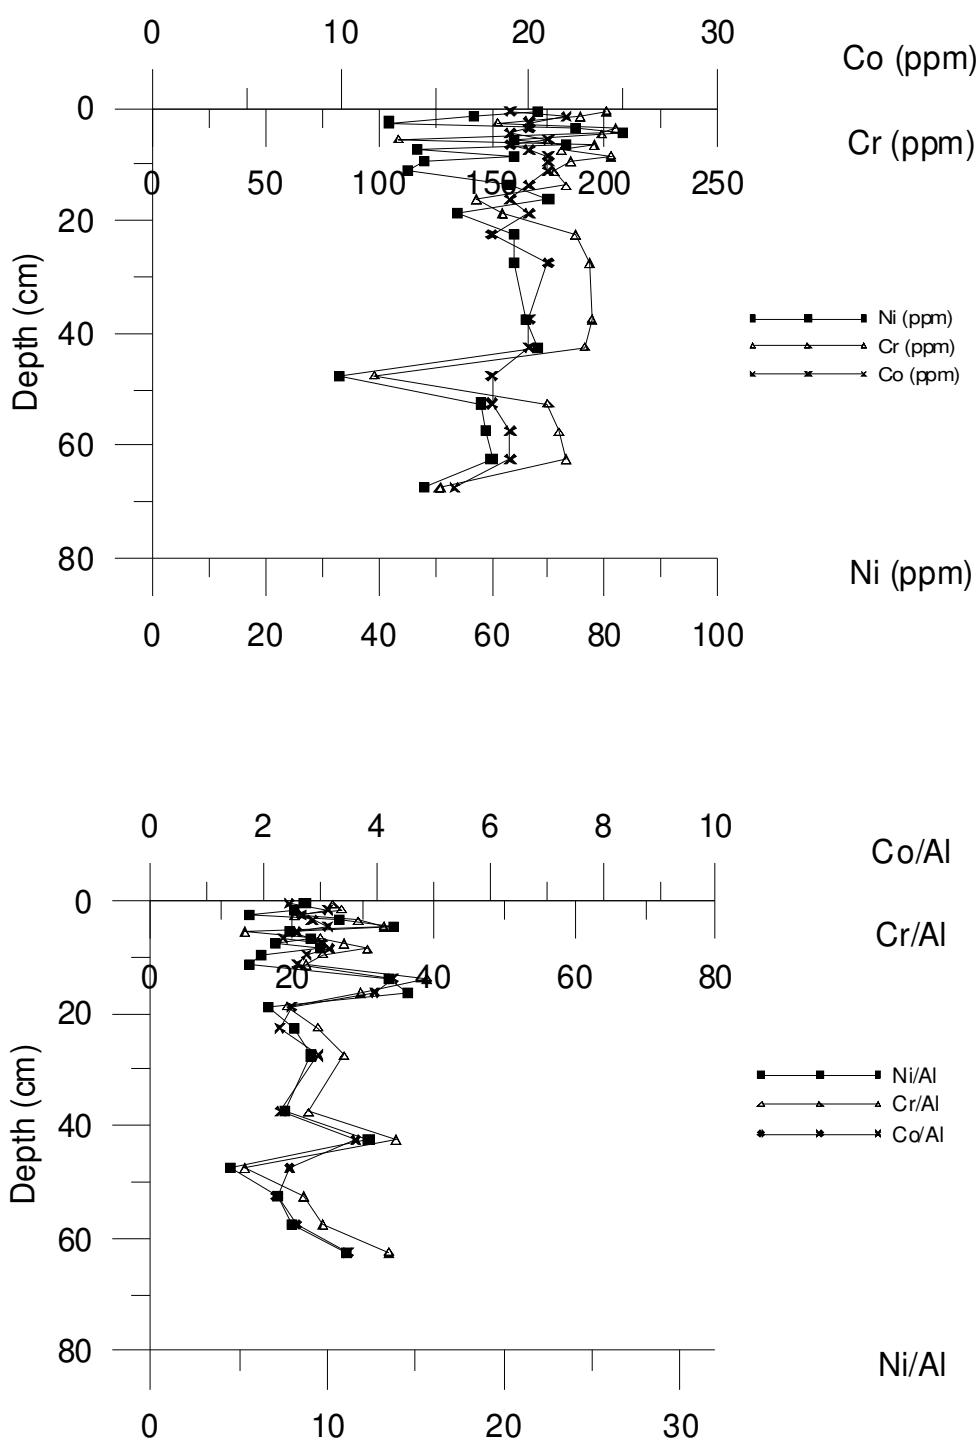 0 10 20 30
Co (ppm)
0
Cr (ppm)
0 50 100 150 200 250
20
Depth (cm)
40
60
80
Ni (ppm)
Cr (ppm)
Co (ppm)
Ni (ppm)
0 20 40 60 80 100
0 2 4 6 8 10
Co/Al
0
Cr/Al
0 20 40 60 80
20
Depth (cm)
40
60
80
Ni/Al
Cr/Al
Co/Al
Ni/Al
0 10 20 30